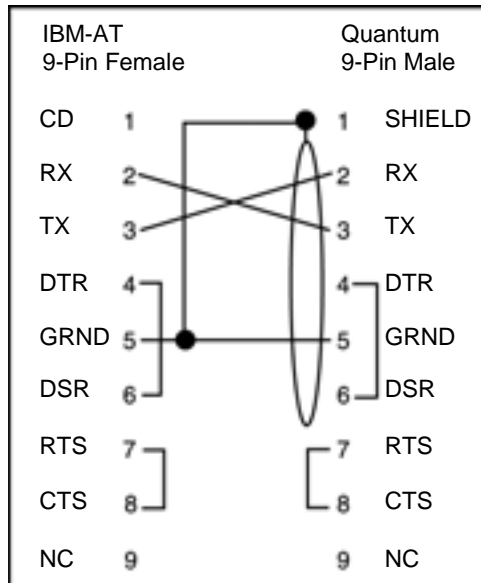 IBM-AT Quantum
9-Pin Female 9-Pin Male
CD 1 1 SHIELD
RX 2 2 RX
TX 3 3 TX
DTR 4 4 DTR
GRND 5 5 GRND
DSR 6 6 DSR
RTS 7 7 RTS
CTS 8 8 CTS
NC 9 9 NC